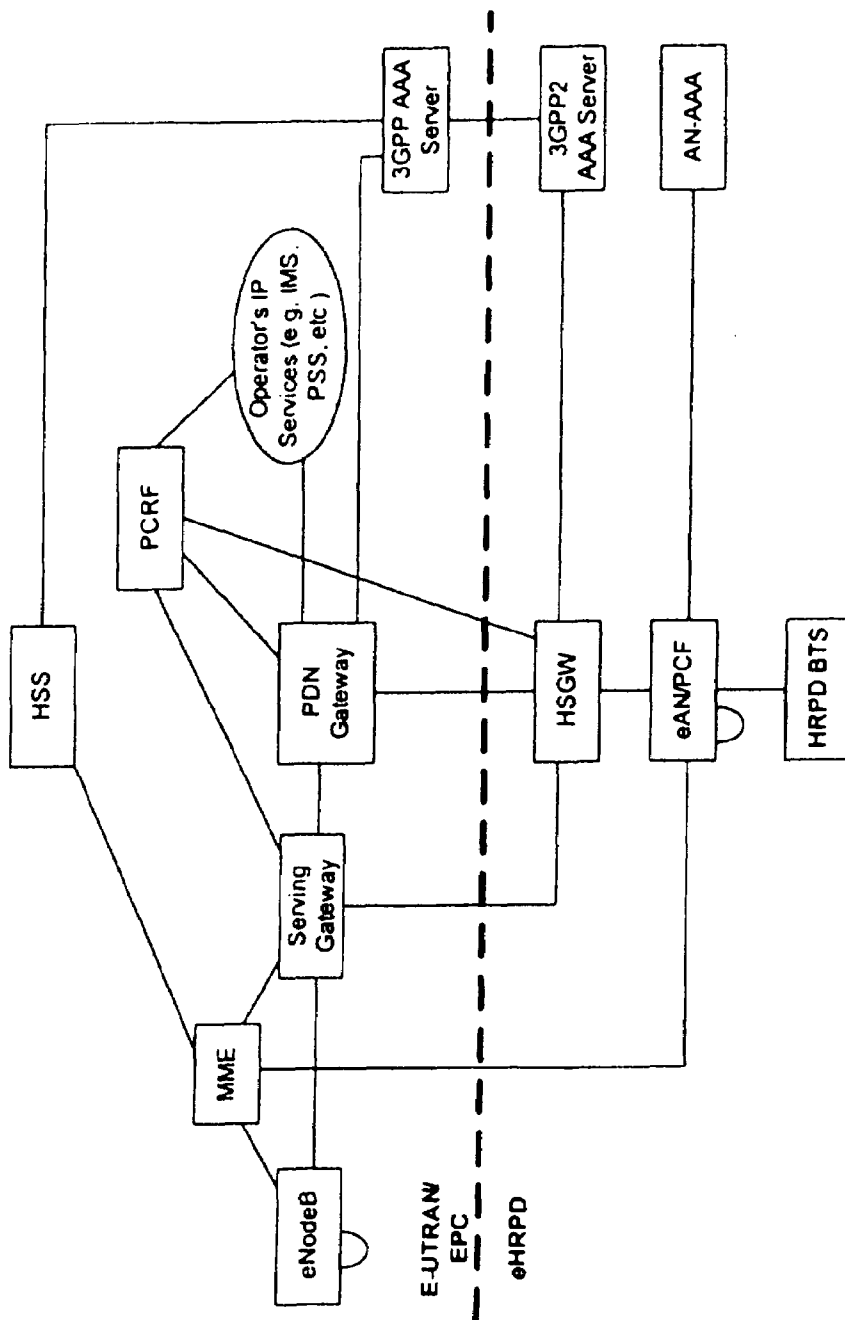 HSS
PCRF
Operator's IP
Services (e g. IMS.
PSS. etc )
3GPP AAA
Server
MME
Serving
Gateway
PDN
Gateway
eNodeB
E-UTRAN/
EPC
eHRPD
HSGW
3GPP2
AAA Server
eAN/PCF
AN-AAA
HRPD BTS